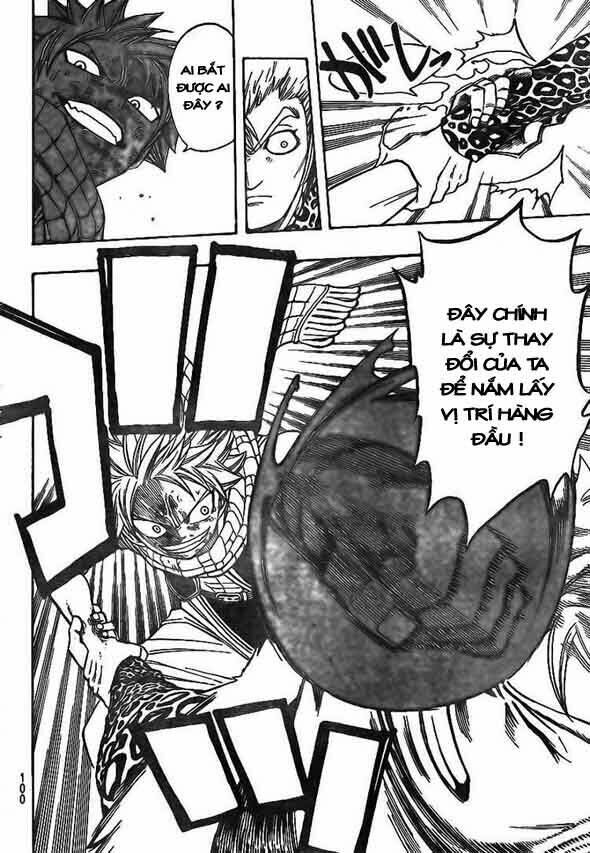 AI BẮT
ĐƯỢC AI
ĐÂY ?
ĐÂY CHÍNH
LÀ SỰ THAY
ĐỔI CỦA TA
ĐỂ NẮM LẤY
VỊ TRÍ HÀNG
ĐẦU !
100